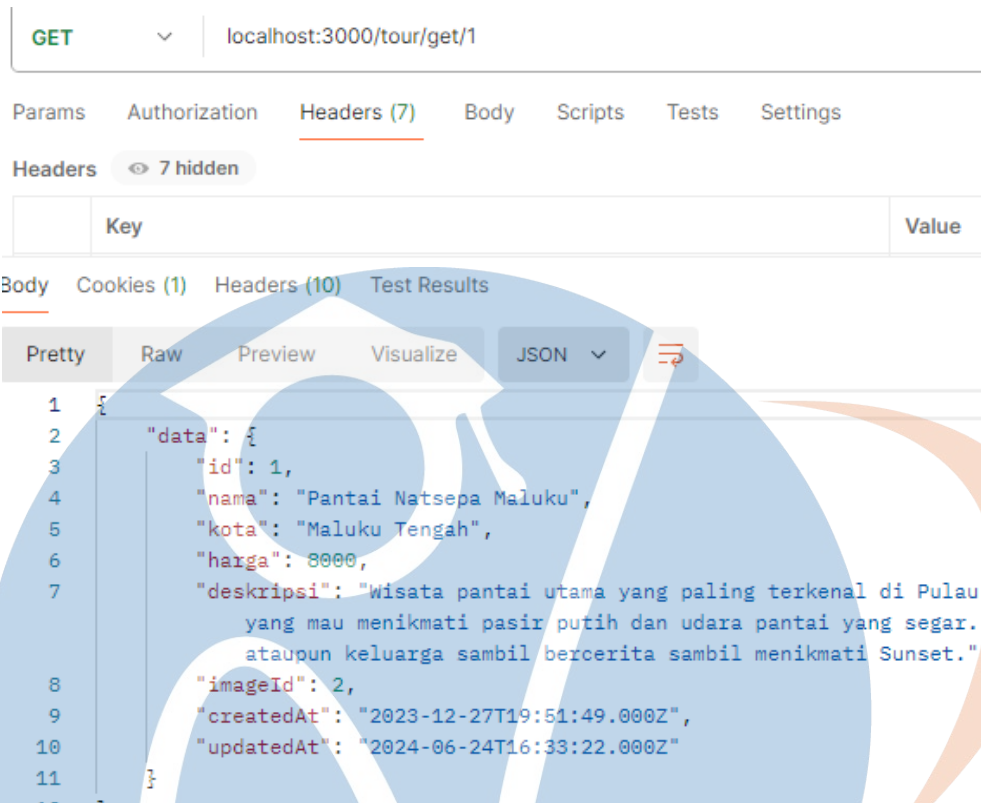 GET localhost:3000/tour/get/1
Params Authorization Headers (7) Body Scripts Tests Settings
Headers 7 hidden
Key Value
Body Cookies (1) Headers (10) Test Results
Pretty Raw Preview Visualize JSON
1 {
2 "data": {
3 "id": 1,
4 "nama": "Pantai Natsepa Maluku",
5 "kota": "Maluku Tengah",
6 "harga": 8000,
7 "deskripsi": "Wisata pantai utama yang paling terkenal di Pulau
yang mau menikmati pasir putih dan udara pantai yang segar.
ataupun keluarga sambil bercerita sambil menikmati Sunset."
8 "imageId": 2,
9 "createdAt": "2023-12-27T19:51:49.000Z",
10 "updatedAt": "2024-06-24T16:33:22.000Z"
11 }